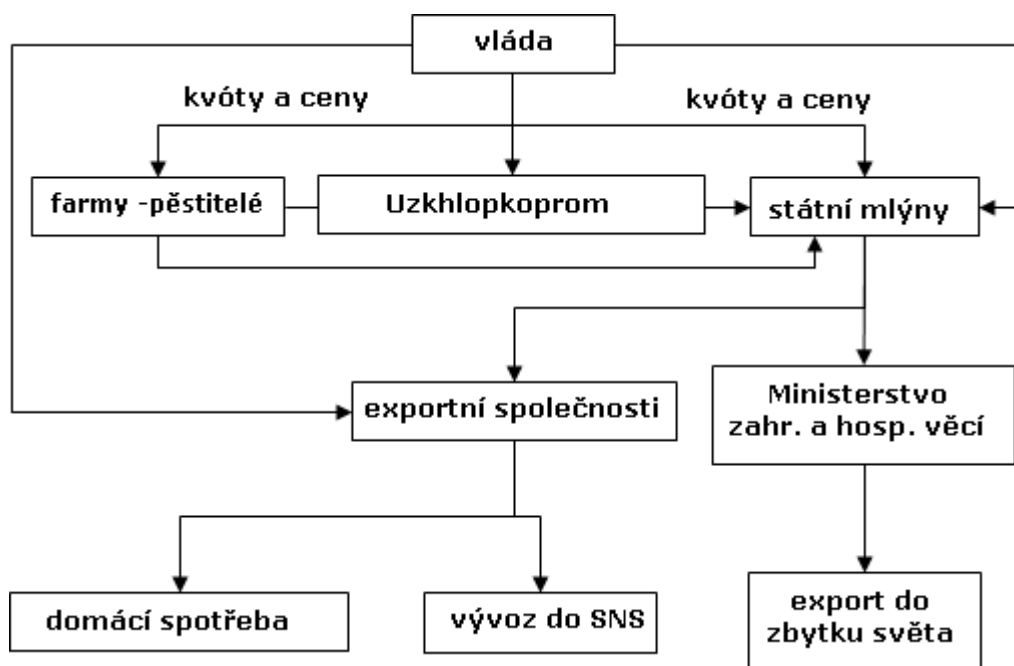 vláda
kvóty a ceny
kvóty a ceny
farmy -pěstitelé
Uzkhlopkoprom
státní mlýny
exportní společnosti
Ministerstvo
zahr. a hosp. věcí
domácí spotřeba
vývoz do SNS
export do
zbytku světa